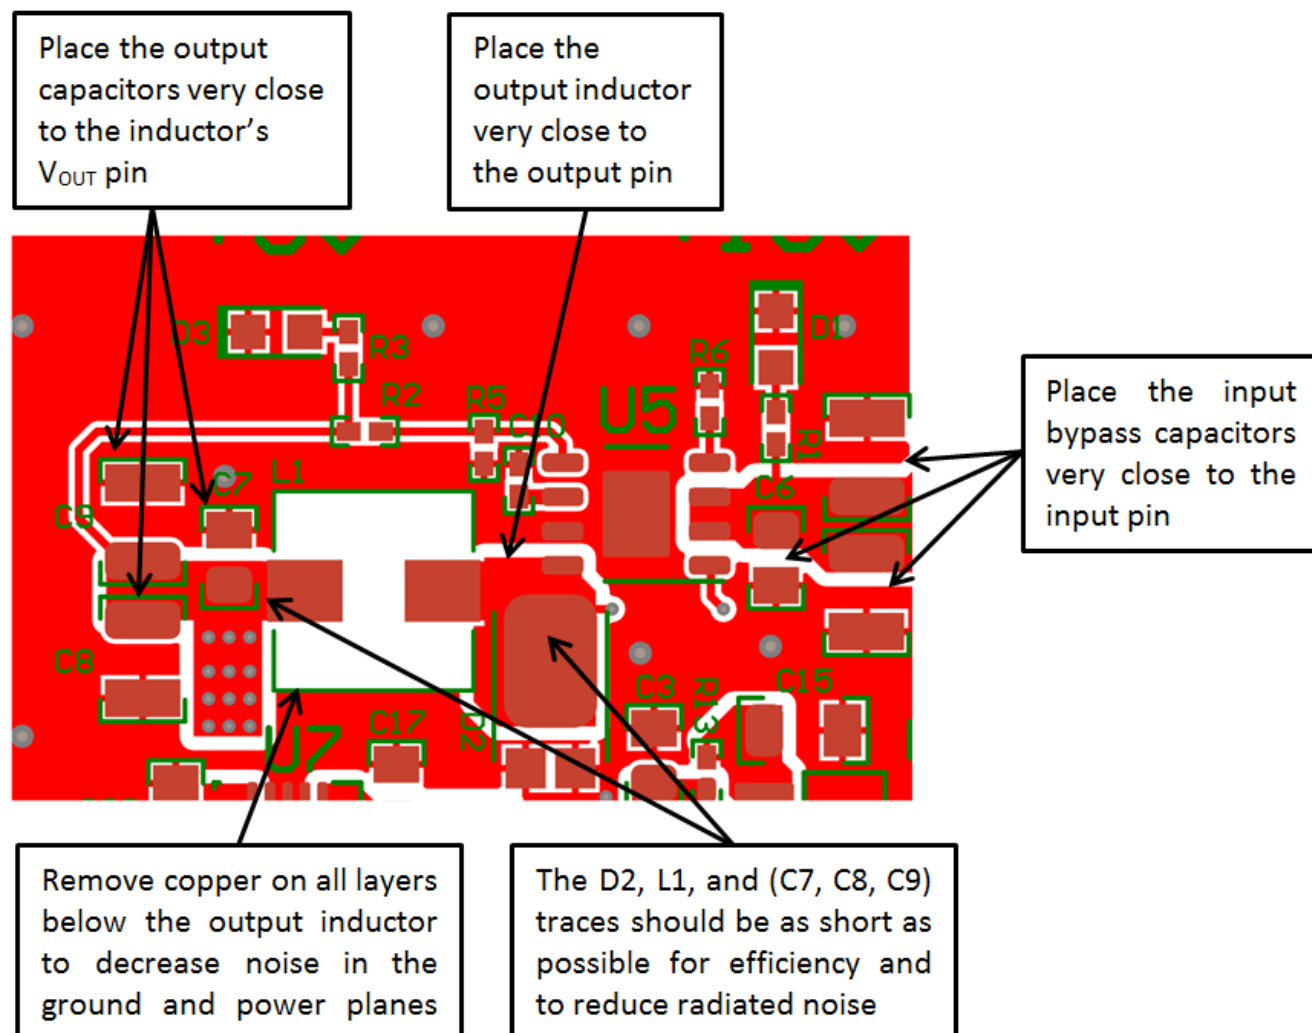 Place the output
capacitors very close
to the inductor’s
VOUT pin
Place the
output inductor
very close to
the output pin
D3
R3
R2
R5
C10
U5
R6
D1
R1
Place the input
bypass capacitors
very close to the
input pin
C9
C7
L1
C6
C8
U7
C17
D2
C3
R13
C15
Remove copper on all layers
below the output inductor
to decrease noise in the
ground and power planes
The D2, L1, and (C7, C8, C9)
traces should be as short as
possible for efficiency and
to reduce radiated noise